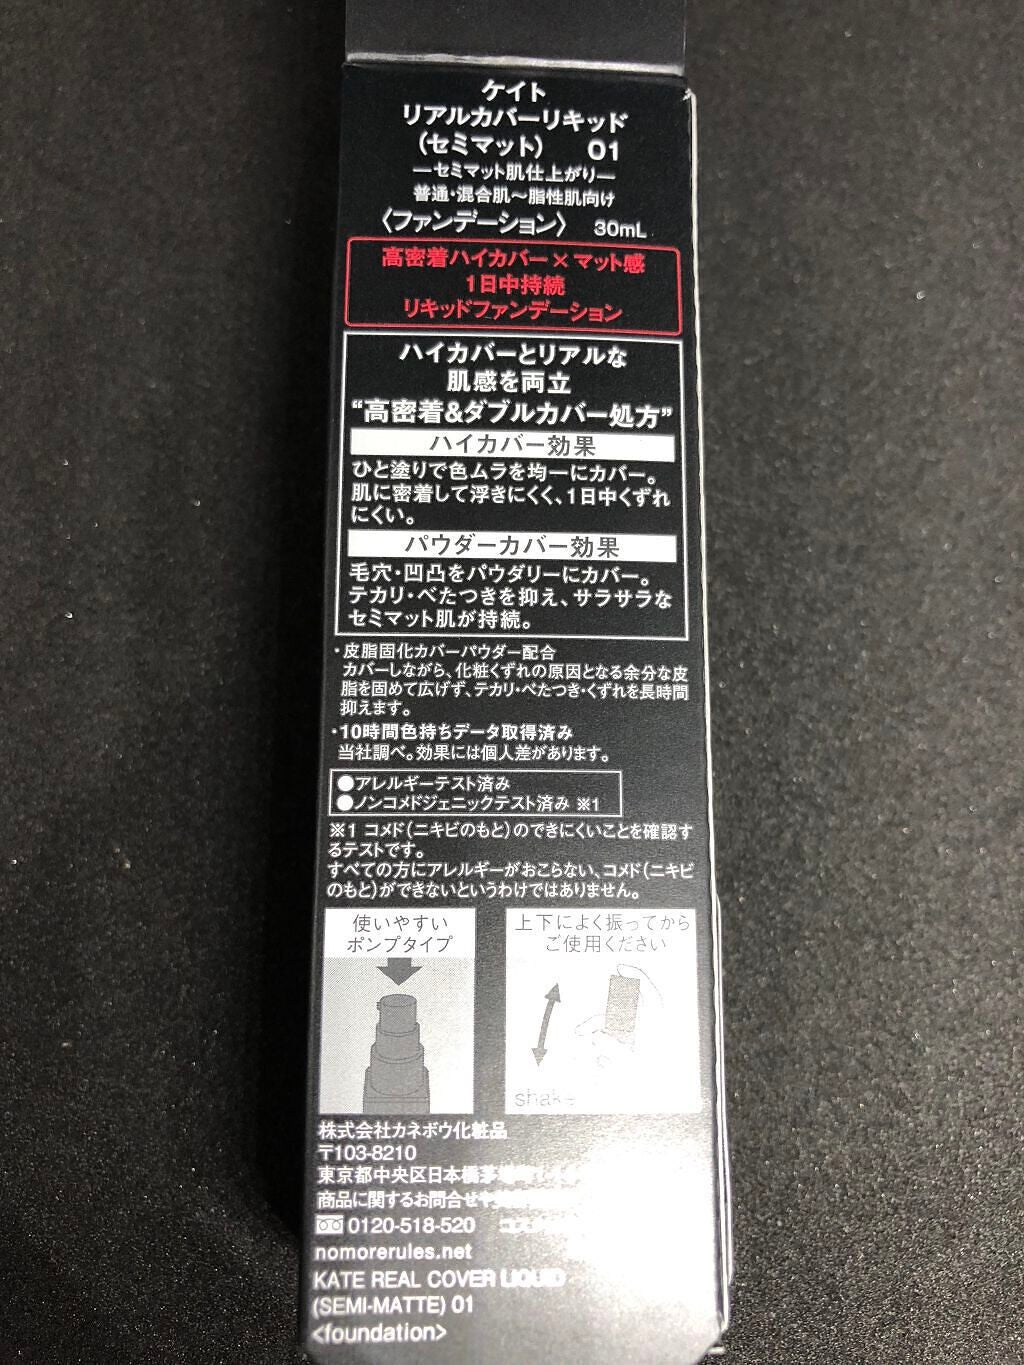 ケイト
リアルカバーリキッド
(セミマット) 01
ーセミマット肌仕上がりー
普通・混合肌〜脂性肌向け
〈ファンデーション〉 30mL
高密着ハイカバー×マット感
1日中持続
リキッドファンデーション
ハイカバーとリアルな
肌感を両立
“高密着&ダブルカバー処方”
ハイカバー効果
ひと塗りで色ムラを均一にカバー。
肌に密着して浮きにくく、1日中くずれ
にくい。
パウダーカバー効果
毛穴・凹凸をパウダリーにカバー。
テカリ・べたつきを抑え、サラサラな
セミマット肌が持続。
・皮脂固化カバーパウダー配合
カバーしながら、化粧くずれの原因となる余分な皮
脂を固めて広げず、テカリ・べたつき・くずれを長時間
抑えます。
・10時間色持ちデータ取得済み
当社調べ。効果には個人差があります。
●アレルギーテスト済み
●ノンコメドジェニックテスト済み ※1
※1 コメド(ニキビのもと)のできにくいことを確認す
るテストです。
すべての方にアレルギーがおこらない、コメド(ニキビ
のもと)ができないというわけではありません。
使いやすい
ポンプタイプ
上下によく振ってから
ご使用ください
shake
株式会社カネボウ化粧品
〒103-8210
東京都中央区日本橋茅
商品に関するお問合せや
0120-518-520
nomorerules.net
KATE REAL COVER LIQUID
(SEMI-MATTE) 01
<foundation>